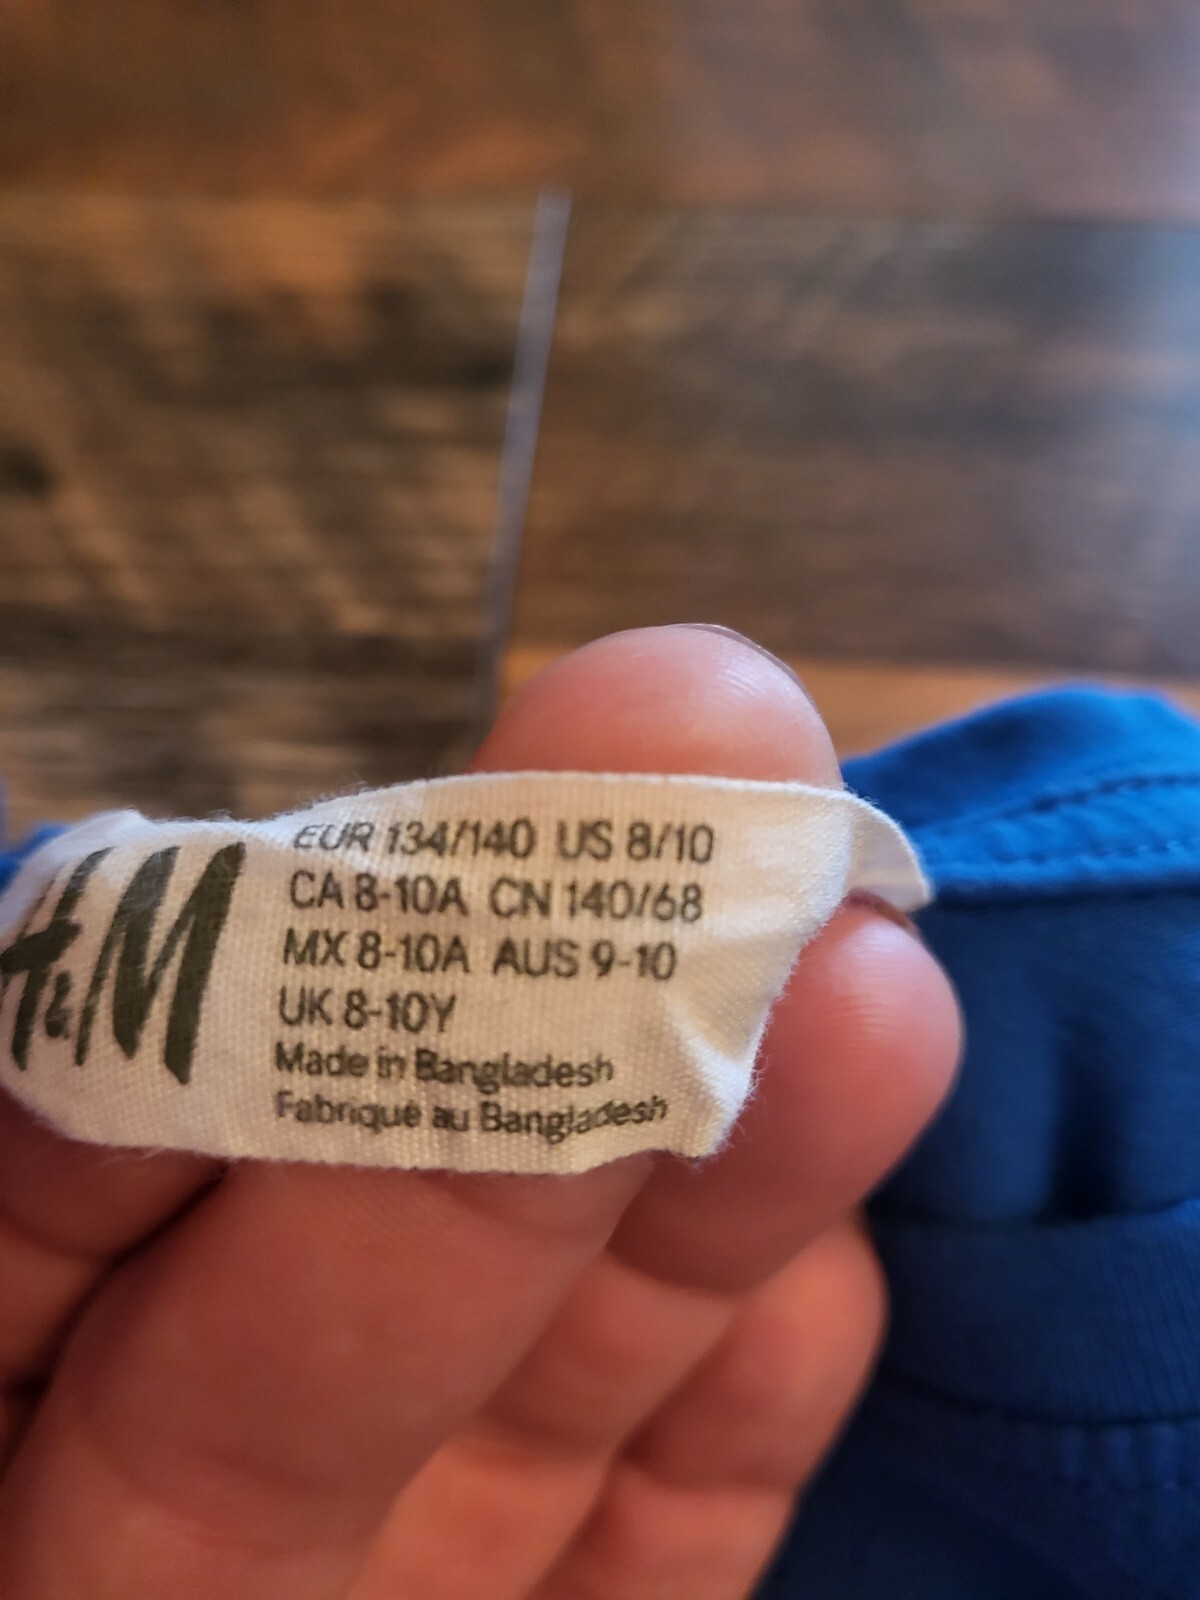 H&M
EUR 134/140 US 8/10
CA 8-10A CN 140/68
MX 8-10A AUS 9-10
UK 8-10Y
Made in Bangladesh
Fabriqué au Bangladesh